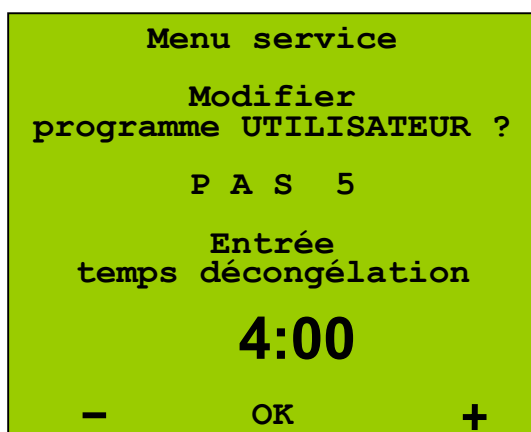 Menu service
Modifier
programme UTILISATEUR ?
P A S 5
Entrée
temps décongélation
4:00
– OK +